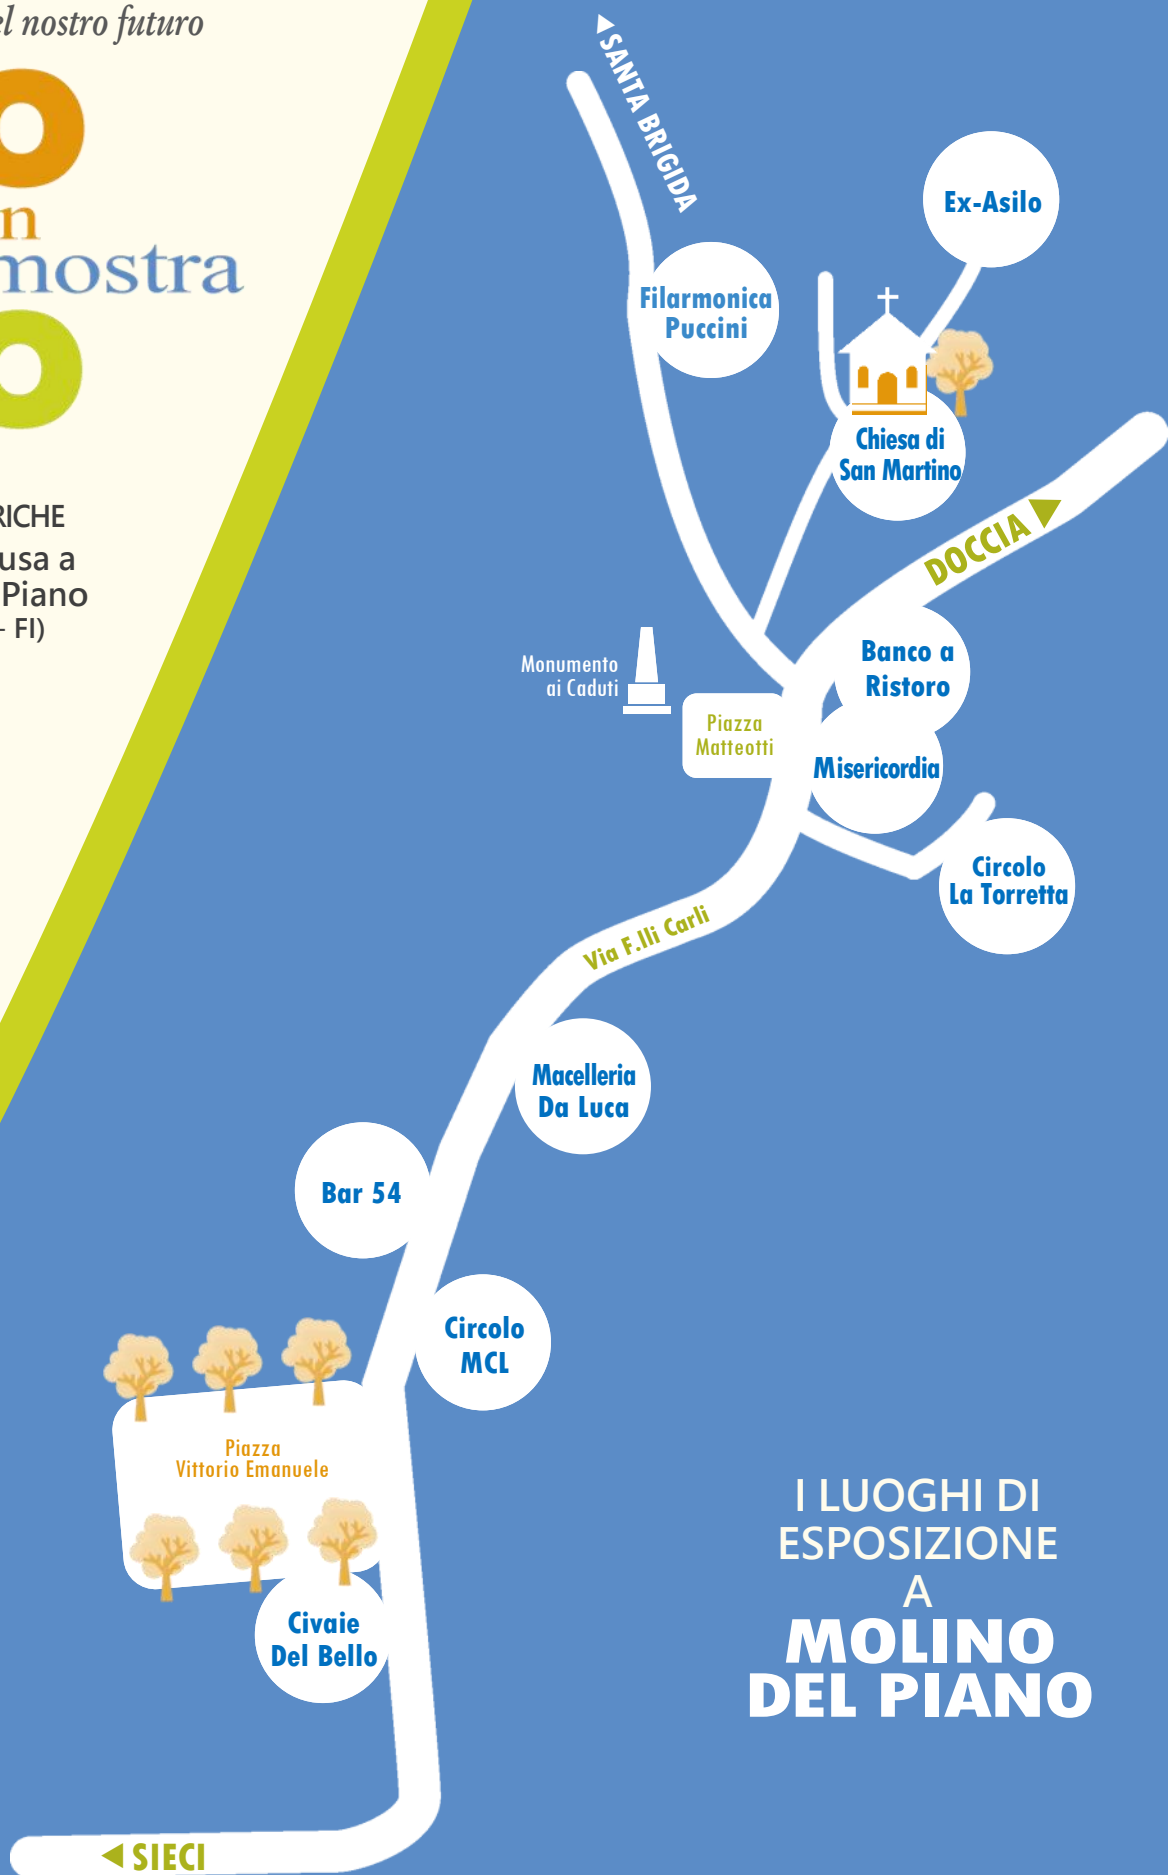 el nostro futuro
o
n
mostra
o
RICHE
usa a
Piano
- FI)
SANTA BRIGIDA
Ex-Asilo
Filarmonica
Puccini
Chiesa di
San Martino
DOCCIA
Banco a
Ristoro
Monumento
ai Caduti
Piazza
Matteotti
Misericordia
Circolo
La Torretta
Via F.lli Carli
Macelleria
Da Luca
Bar 54
Circolo
MCL
Piazza
Vittorio Emanuele
Civaie
Del Bello
I LUOGHI DI
ESPOSIZIONE
A
MOLINO
DEL PIANO
SIECI